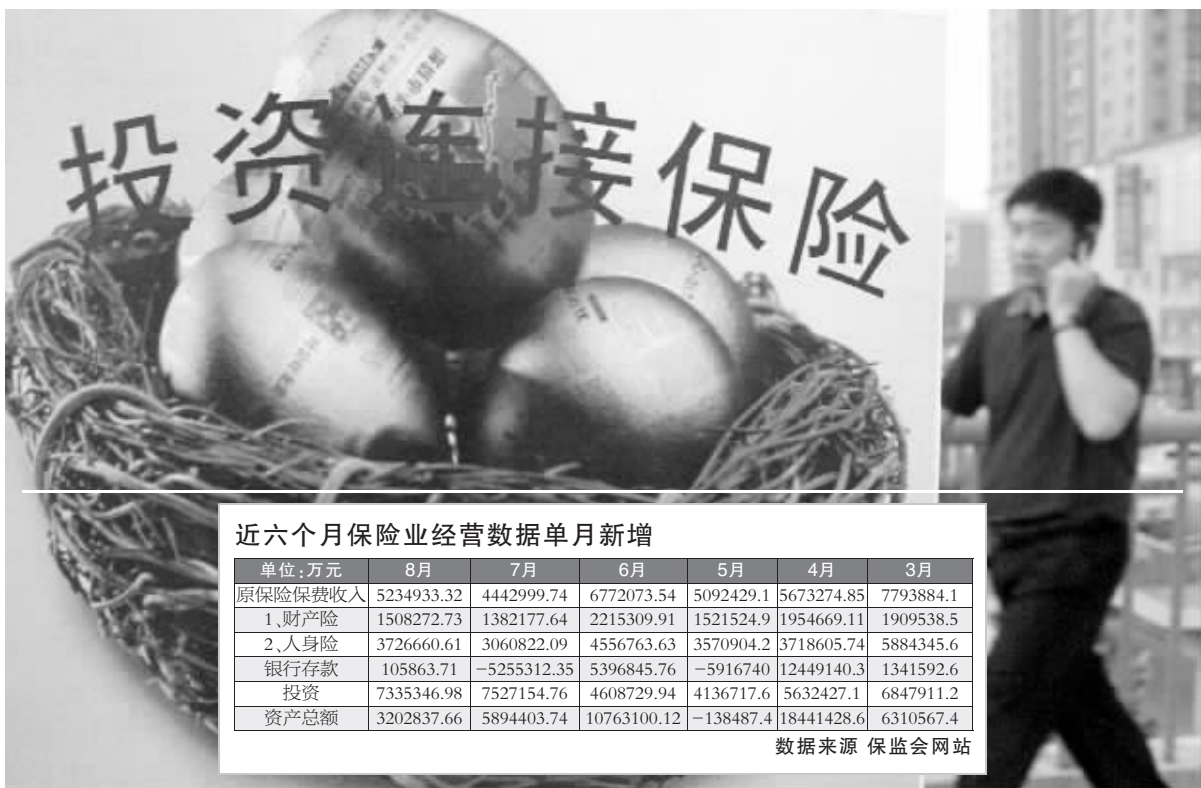 投资连接保险
近六个月保险业经营数据单月新增
单位:万元 8月 7月 6月 5月 4月 3月
原保险保费收入 5234933.32 4442999.74 6772073.54 5092429.1 5673274.85 7793884.1
1、财产险 1508272.73 1382177.64 2215309.91 1521524.9 1954669.11 1909538.5
2、人身险 3726660.61 3060822.09 4556763.63 3570904.2 3718605.74 5884345.6
银行存款 105863.71 -5255312.35 5396845.76 -5916740 12449140.3 1341592.6
投资 7335346.98 7527154.76 4608729.94 4136717.6 5632427.1 6847911.2
资产总额 3202837.66 5894403.74 10763100.12 -138487.4 18441428.6 6310567.4
数据来源 保监会网站